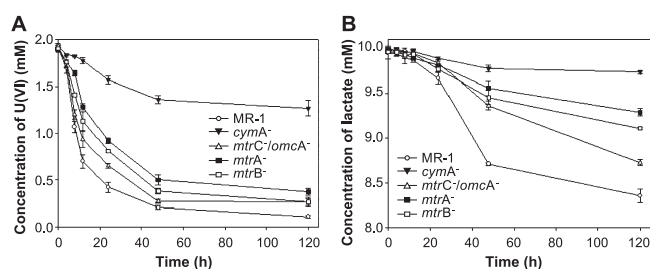 A
Concentration of U(VI) (mM)
2.0
1.5
1.0
0.5
0.0
MR-1
cymA-
mtrC-/omcA-
mtrA-
mtrB-
0 20 40 60 80 100 120
Time (h)
B
Concentration of lactate (mM)
10.0
9.5
9.0
8.5
8.0
MR-1
cymA-
mtrC-/omcA-
mtrA-
mtrB-
0 20 40 60 80 100 120
Time (h)